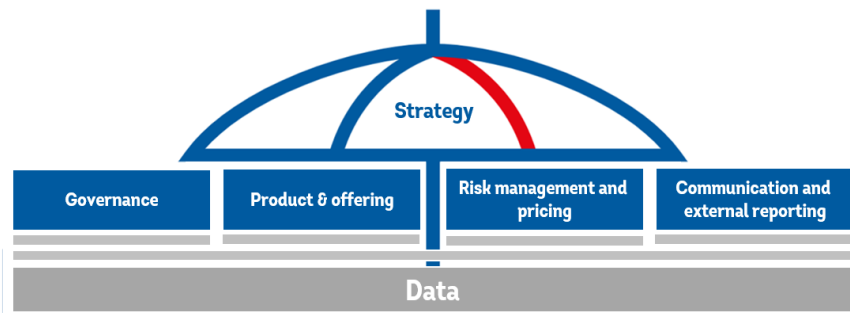 Strategy
Governance
Product & offering
Risk management and
pricing
Communication and
external reporting
Data